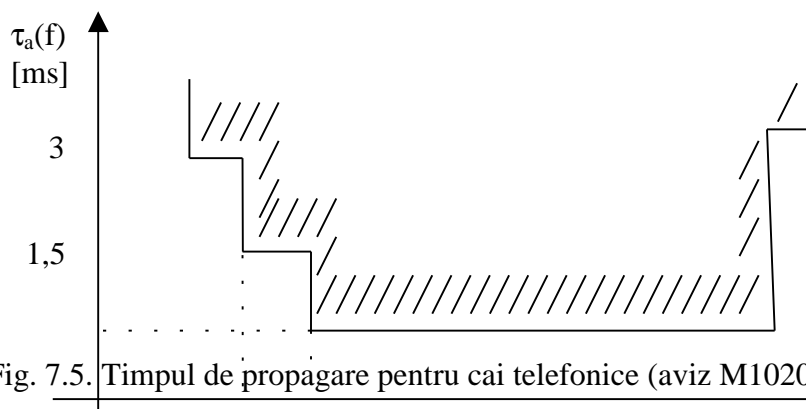 τa(f)
[ms]
3
1,5
Fig. 7.5. Timpul de propagare pentru cai telefonice (aviz M1020